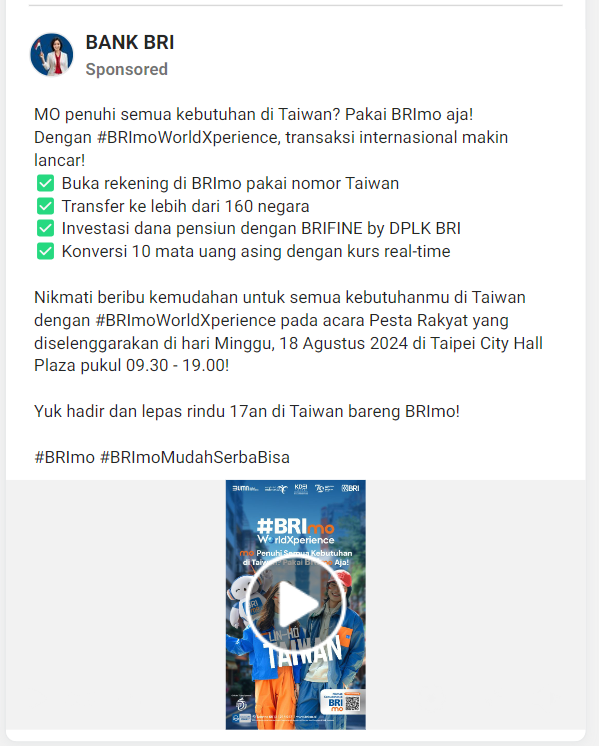 BANK BRI
Sponsored
MO penuhi semua kebutuhan di Taiwan? Pakai BRImo aja!
Dengan #BRImoWorldXperience, transaksi internasional makin
lancar!
✅ Buka rekening di BRImo pakai nomor Taiwan
✅ Transfer ke lebih dari 160 negara
✅ Investasi dana pensiun dengan BRIFINE by DPLK BRI
✅ Konversi 10 mata uang asing dengan kurs real-time
Nikmati beribu kemudahan untuk semua kebutuhanmu di Taiwan
dengan #BRImoWorldXperience pada acara Pesta Rakyat yang
diselenggarakan di hari Minggu, 18 Agustus 2024 di Taipei City Hall
Plaza pukul 09.30 - 19.00!
Yuk hadir dan lepas rindu 17an di Taiwan bareng BRImo!
#BRImo #BRImoMudahSerbaBisa
BUMN KDEI BRI
#BRImo
WorldXperience
mo Penuhi Semua Kebutuhan
di Taiwan? Pakai Aja!
TAIWAN
BRI
mo